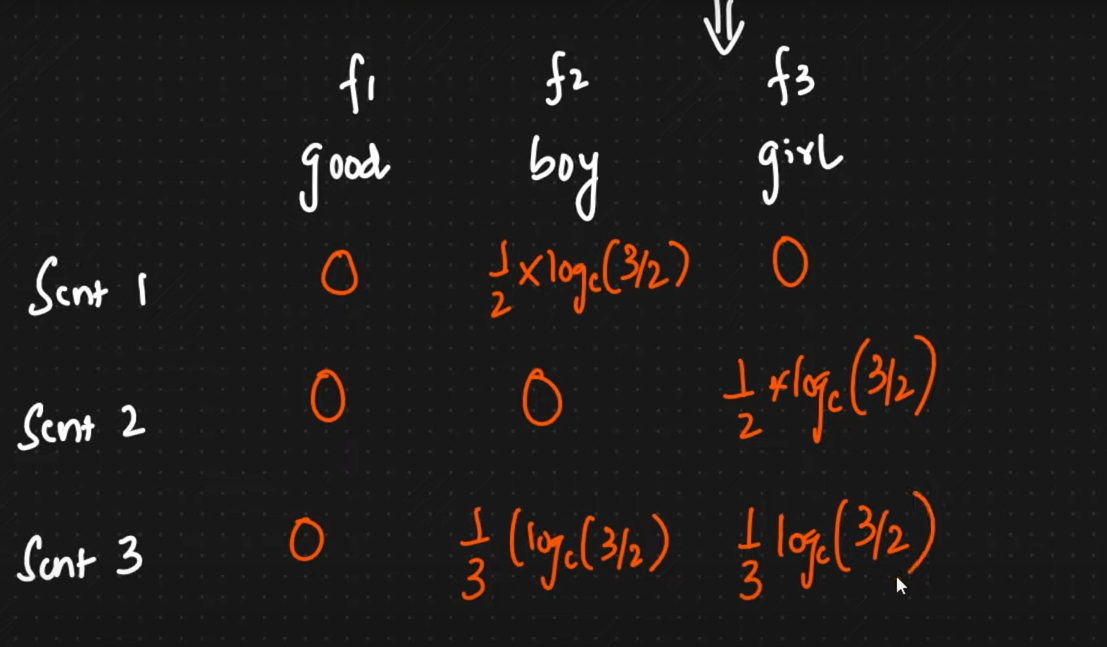 f1 f2 f3
good boy girl
Sent 1 0 1/2 × loge(3/2) 0
Sent 2 0 0 1/2 * loge(3/2)
Sent 3 0 1/3 (loge(3/2) 1/3 loge(3/2)